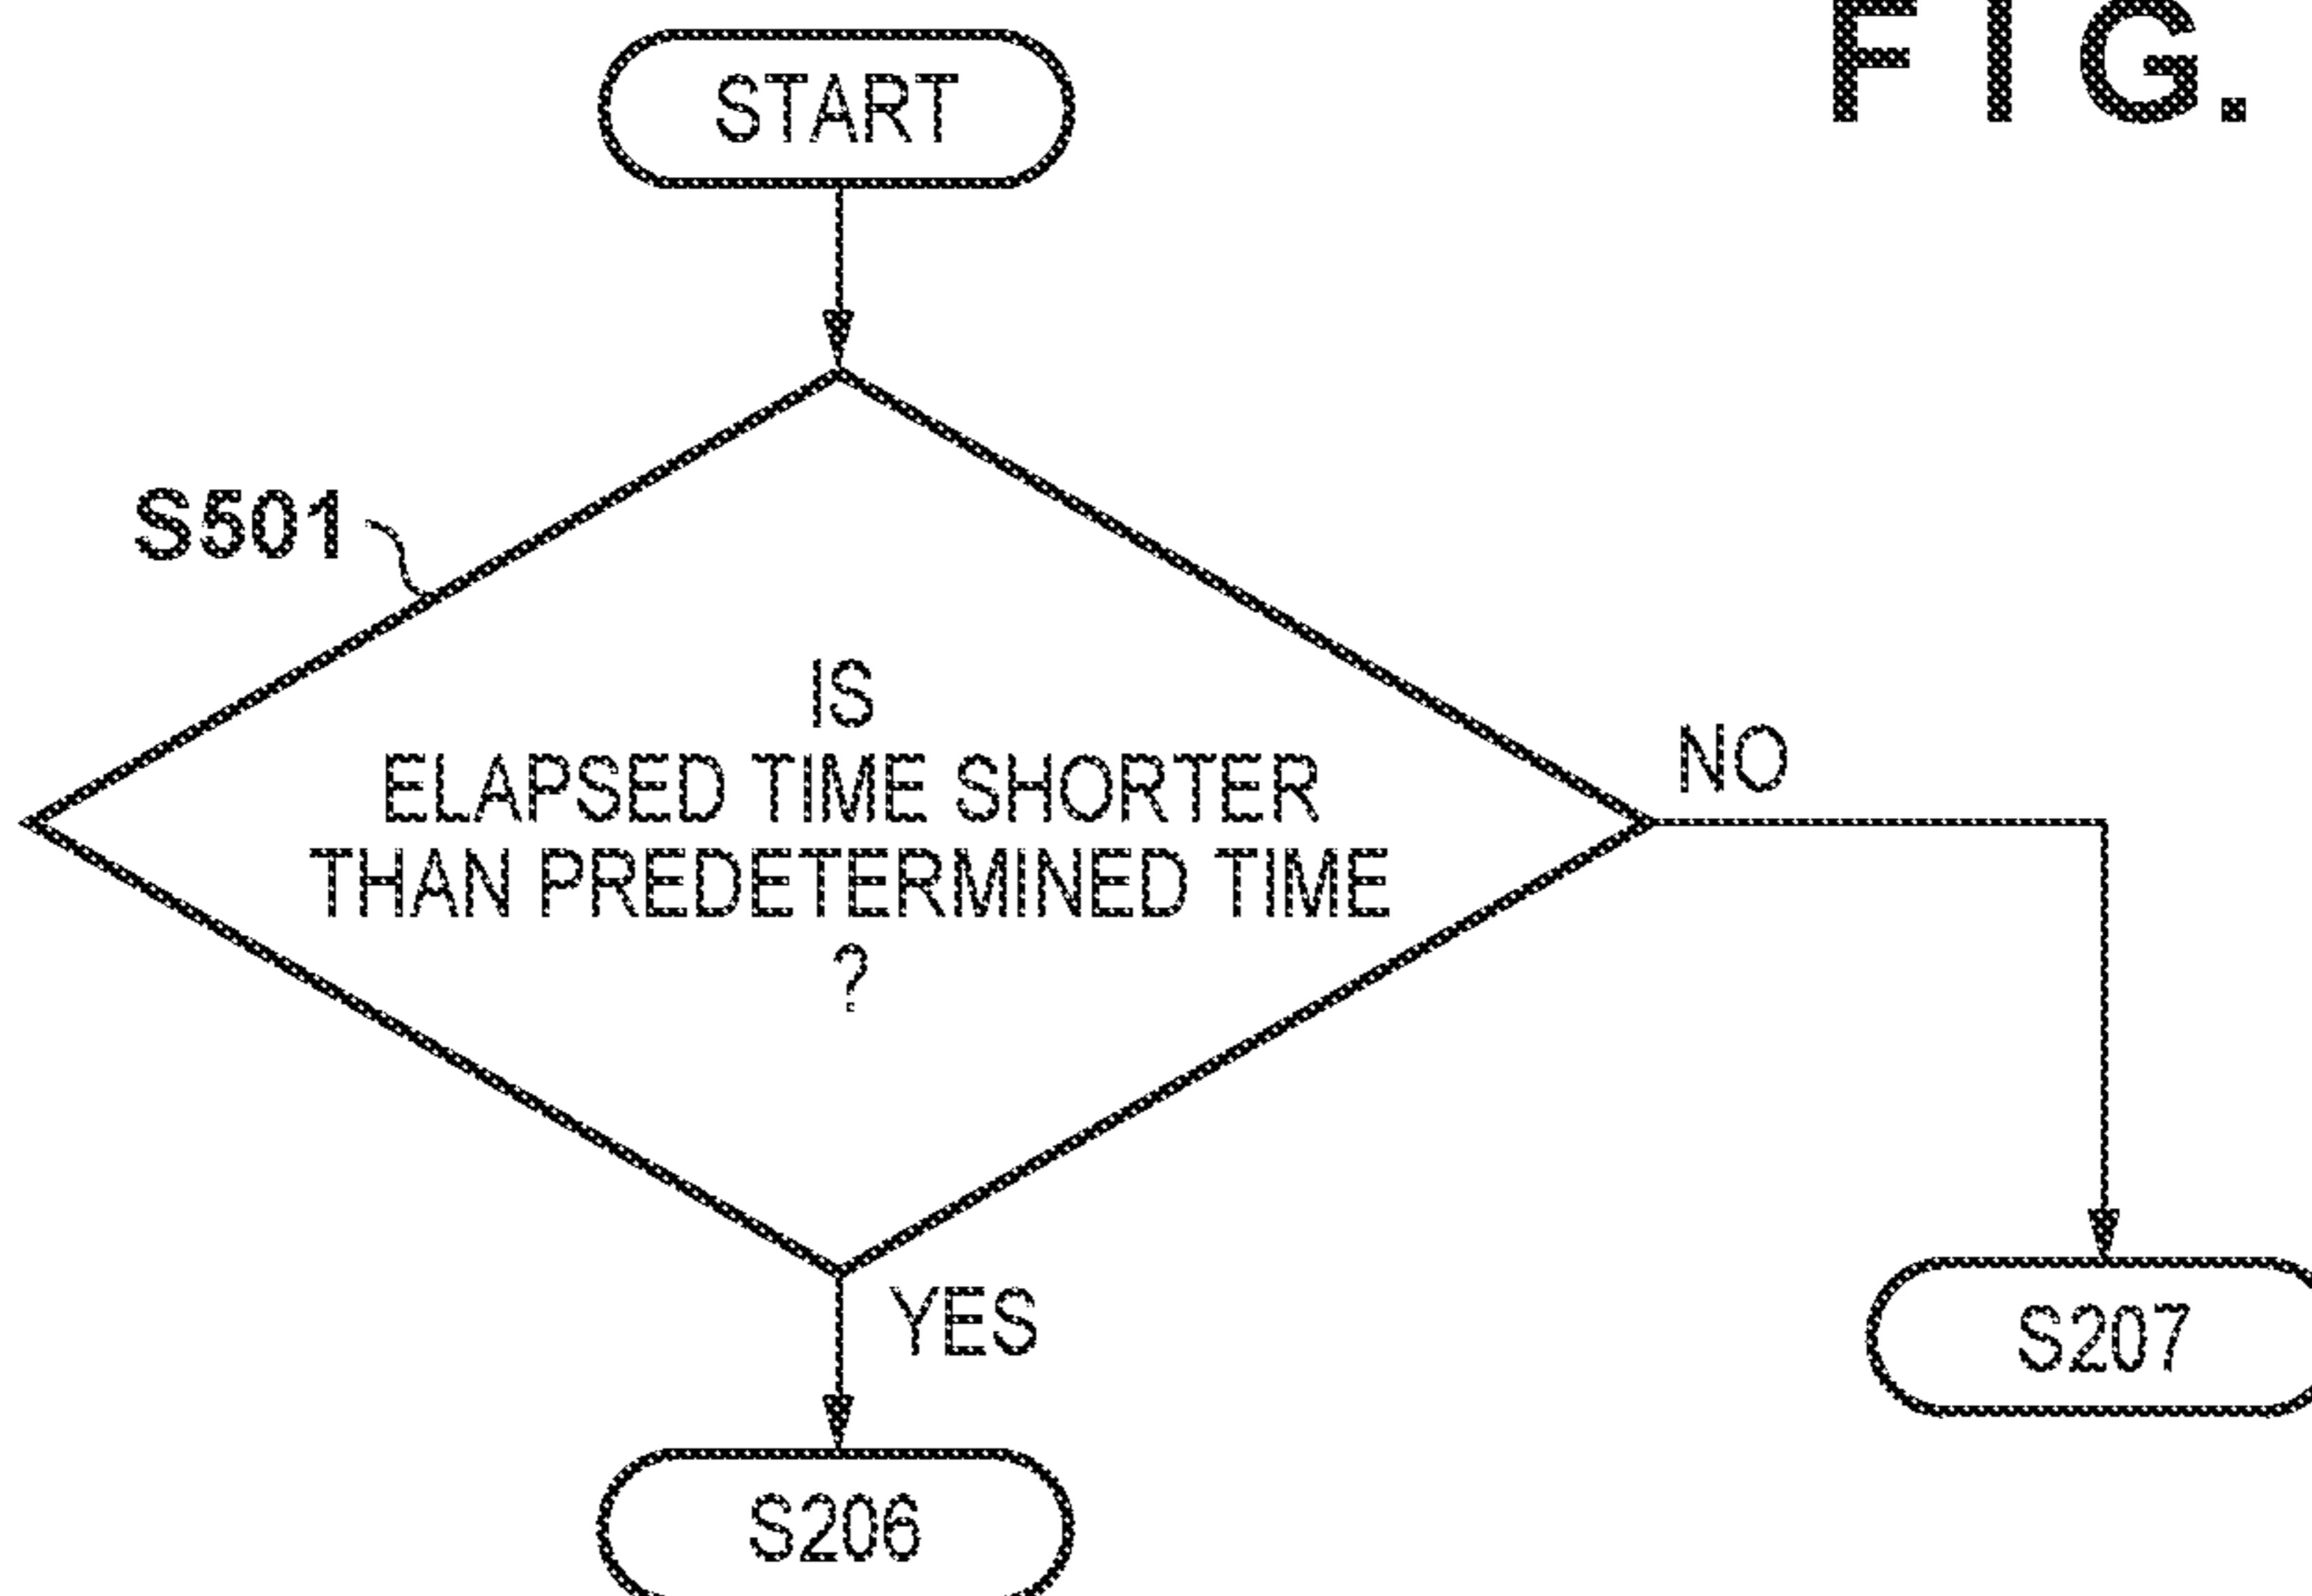 FIG.
START
S501
IS
ELAPSED TIME SHORTER
THAN PREDETERMINED TIME
?
NO
YES
S207
S206